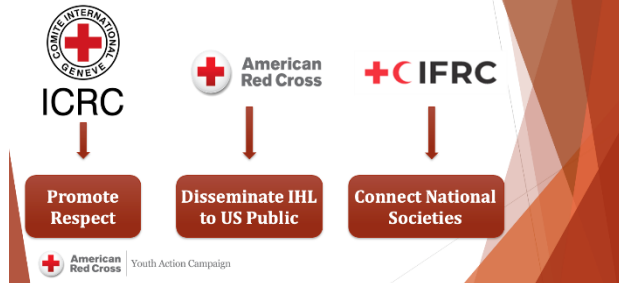 COMITE INTERNATIONAL
GENEVE
ICRC
American
Red Cross
IFRC
Promote
Respect
Disseminate IHL
to US Public
Connect National
Societies
American
Red Cross
Youth Action Campaign